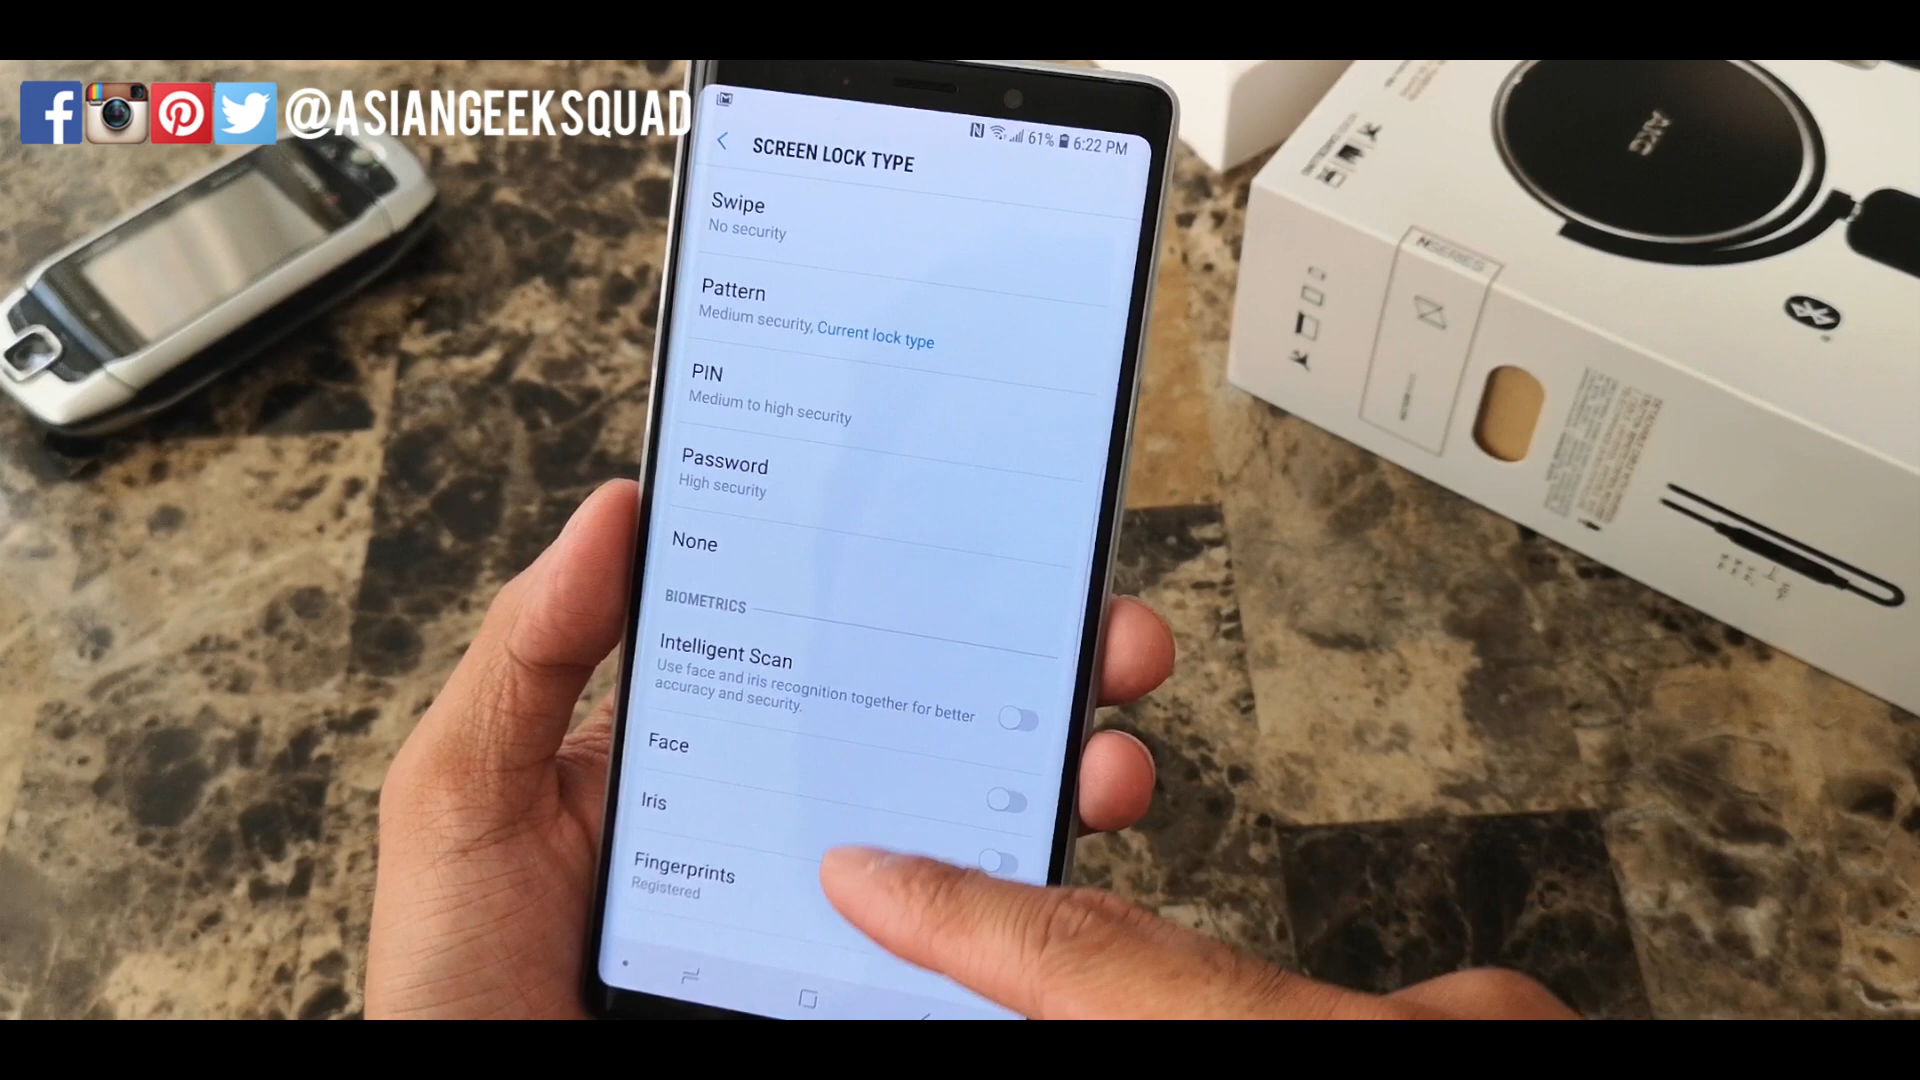 @ASIANGEEKSQUAD
61% 6:22 PM
SCREEN LOCK TYPE
Swipe
No security
Pattern
Medium security, Current lock type
PIN
Medium to high security
Password
High security
None
BIOMETRICS
Intelligent Scan
Use face and iris recognition together for better
accuracy and security.
Face
Iris
Fingerprints
Registered
AKG
NSERIES